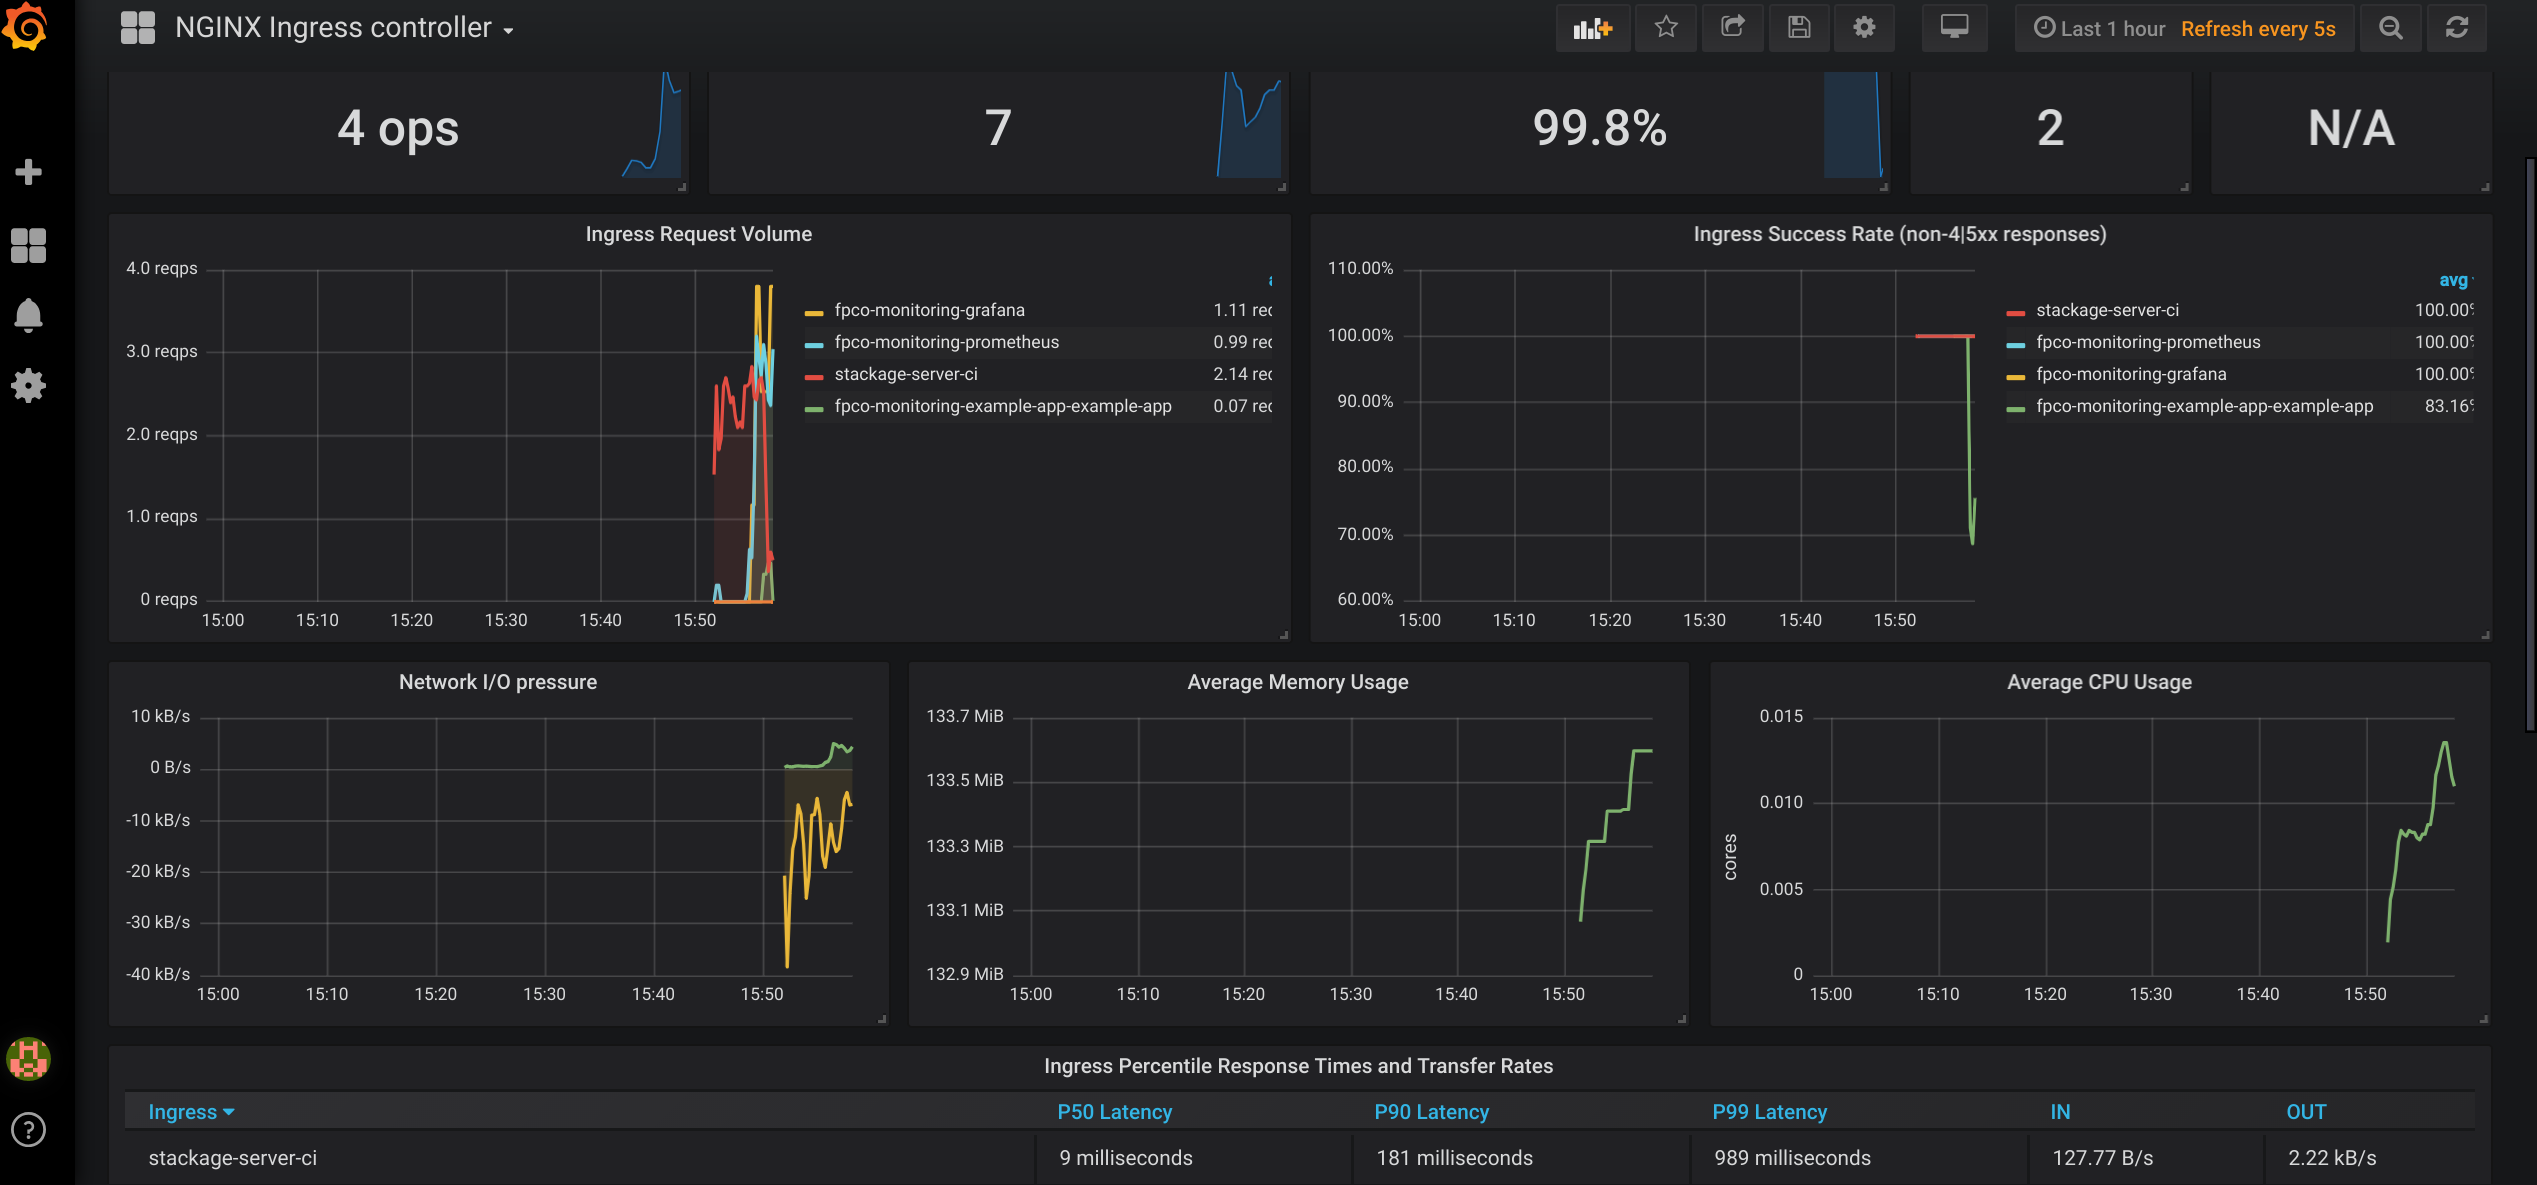 NGINX Ingress controller
Last 1 hour Refresh every 5s
4 ops
7
99.8%
2
N/A
Ingress Request Volume
4.0 reqps
3.0 reqps
2.0 reqps
1.0 reqps
0 reqps
15:00 15:10 15:20 15:30 15:40 15:50
fpco-monitoring-grafana 1.11
fpco-monitoring-prometheus 0.99
stackage-server-ci 2.14
fpco-monitoring-example-app-example-app 0.07
Ingress Success Rate (non-4|5xx responses)
110.00%
100.00%
90.00%
80.00%
70.00%
60.00%
15:00 15:10 15:20 15:30 15:40 15:50
avg
stackage-server-ci 100.00%
fpco-monitoring-prometheus 100.00%
fpco-monitoring-grafana 100.00%
fpco-monitoring-example-app-example-app 83.16%
Network I/O pressure
10 kB/s
0 B/s
-10 kB/s
-20 kB/s
-30 kB/s
-40 kB/s
15:00 15:10 15:20 15:30 15:40 15:50
Average Memory Usage
133.7 MiB
133.5 MiB
133.3 MiB
133.1 MiB
132.9 MiB
15:00 15:10 15:20 15:30 15:40 15:50
Average CPU Usage
cores
0.015
0.010
0.005
0
15:00 15:10 15:20 15:30 15:40 15:50
Ingress Percentile Response Times and Transfer Rates
Ingress P50 Latency P90 Latency P99 Latency IN OUT
stackage-server-ci 9 milliseconds 181 milliseconds 989 milliseconds 127.77 B/s 2.22 kB/s